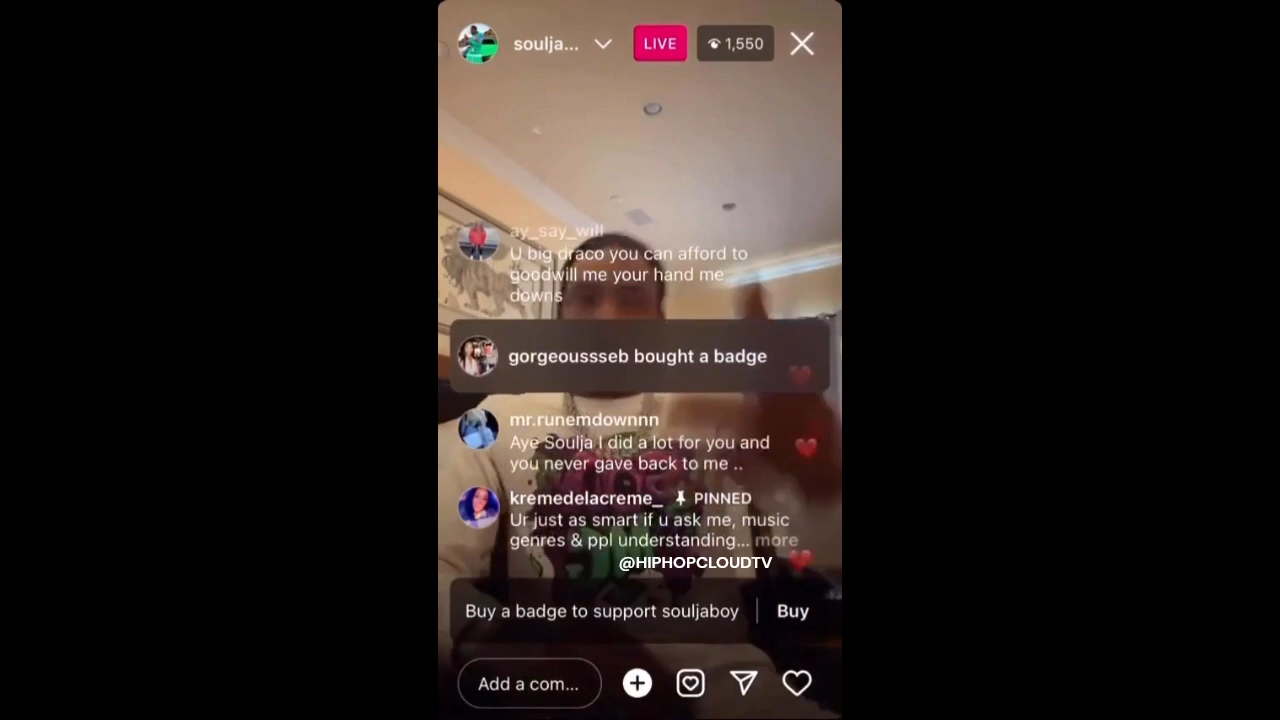 soulja...
LIVE
1,550
ay_say_will
U big draco you can afford to
goodwill me your hand me
downs
gorgeoussseb bought a badge
mr.runemdownnn
Aye Soulja I did a lot for you and
you never gave back to me ..
kremedelacreme_ PINNED
Ur just as smart if u ask me, music
genres & ppl understanding... more
@HIPHOPCLOUDTV
Buy a badge to support souljaboy
Buy
Add a com...